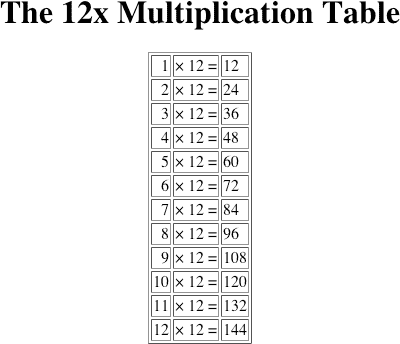 The 12x Multiplication Table
1 × 12 = 12
2 × 12 = 24
3 × 12 = 36
4 × 12 = 48
5 × 12 = 60
6 × 12 = 72
7 × 12 = 84
8 × 12 = 96
9 × 12 = 108
10 × 12 = 120
11 × 12 = 132
12 × 12 = 144